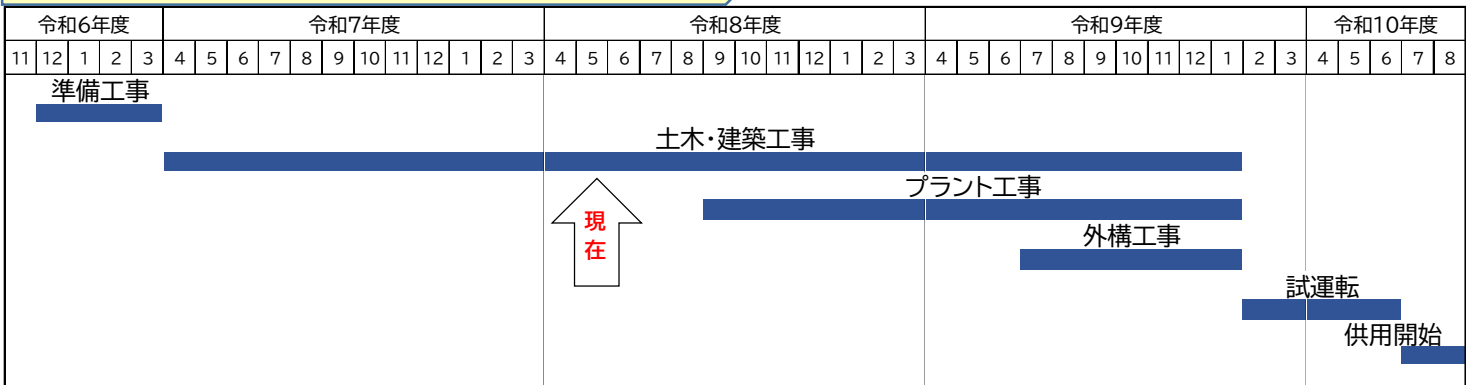 令和6年度 令和7年度 令和8年度 令和9年度 令和10年度
11 12 1 2 3 4 5 6 7 8 9 10 11 12 1 2 3 4 5 6 7 8 9 10 11 12 1 2 3 4 5 6 7 8 9 10 11 12 1 2 3 4 5 6 7 8
準備工事
土木・建築工事
プラント工事
現
在
外構工事
試運転
供用開始